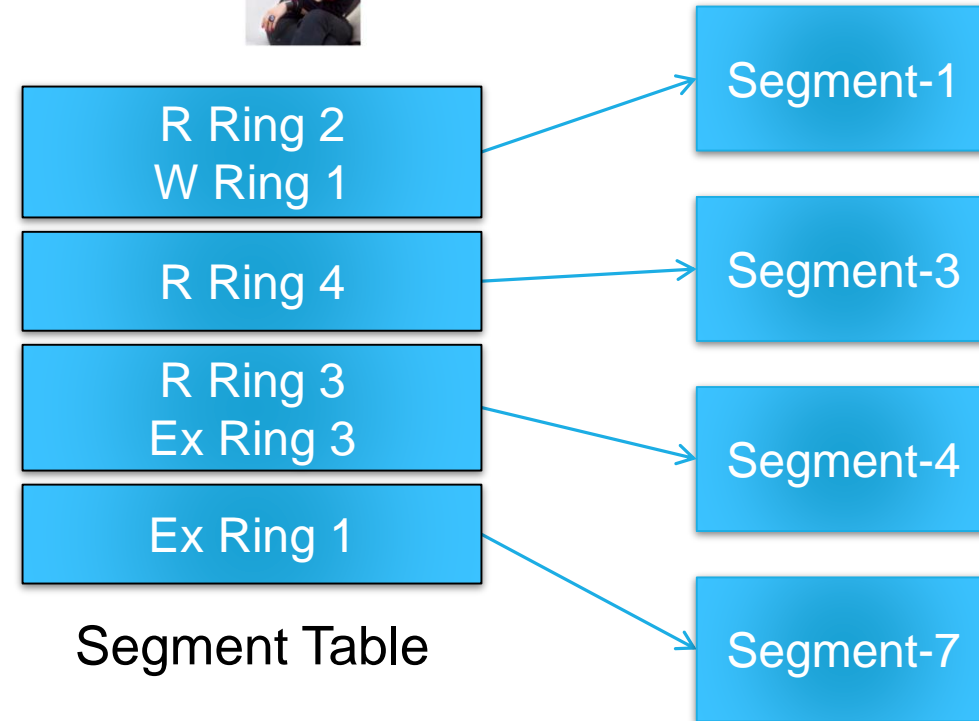 R Ring 2
W Ring 1
R Ring 4
R Ring 3
Ex Ring 3
Ex Ring 1
Segment Table
Segment-1
Segment-3
Segment-4
Segment-7